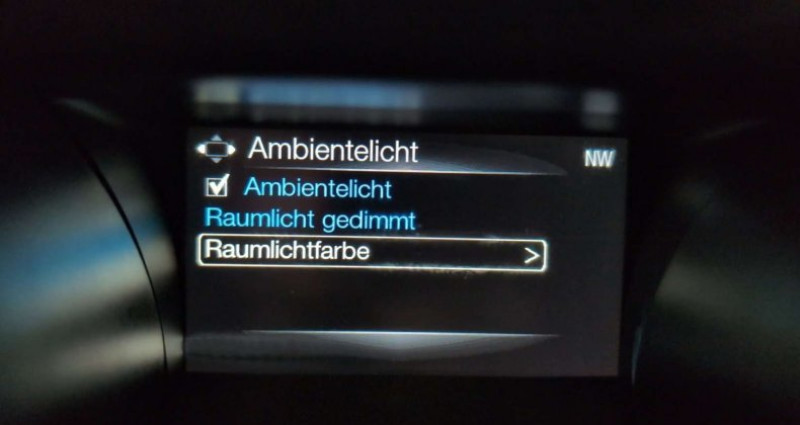 Ambientelicht
NW
Ambientelicht
Raumlicht gedimmt
Raumlichtfarbe >